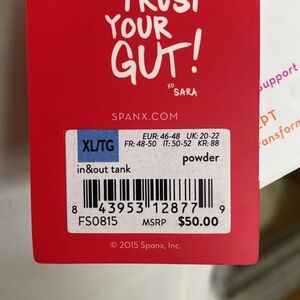 TRUST
YOUR
GUT!
xo
SARA
SPANX.COM
XL/TG
EUR: 46-48 UK: 20-22
FR: 48-50 IT: 50-52 KR: 88
powder
in&out tank
8 43953 12877 9
FS0815 MSRP $50.00
© 2015 Spanx, Inc.
support